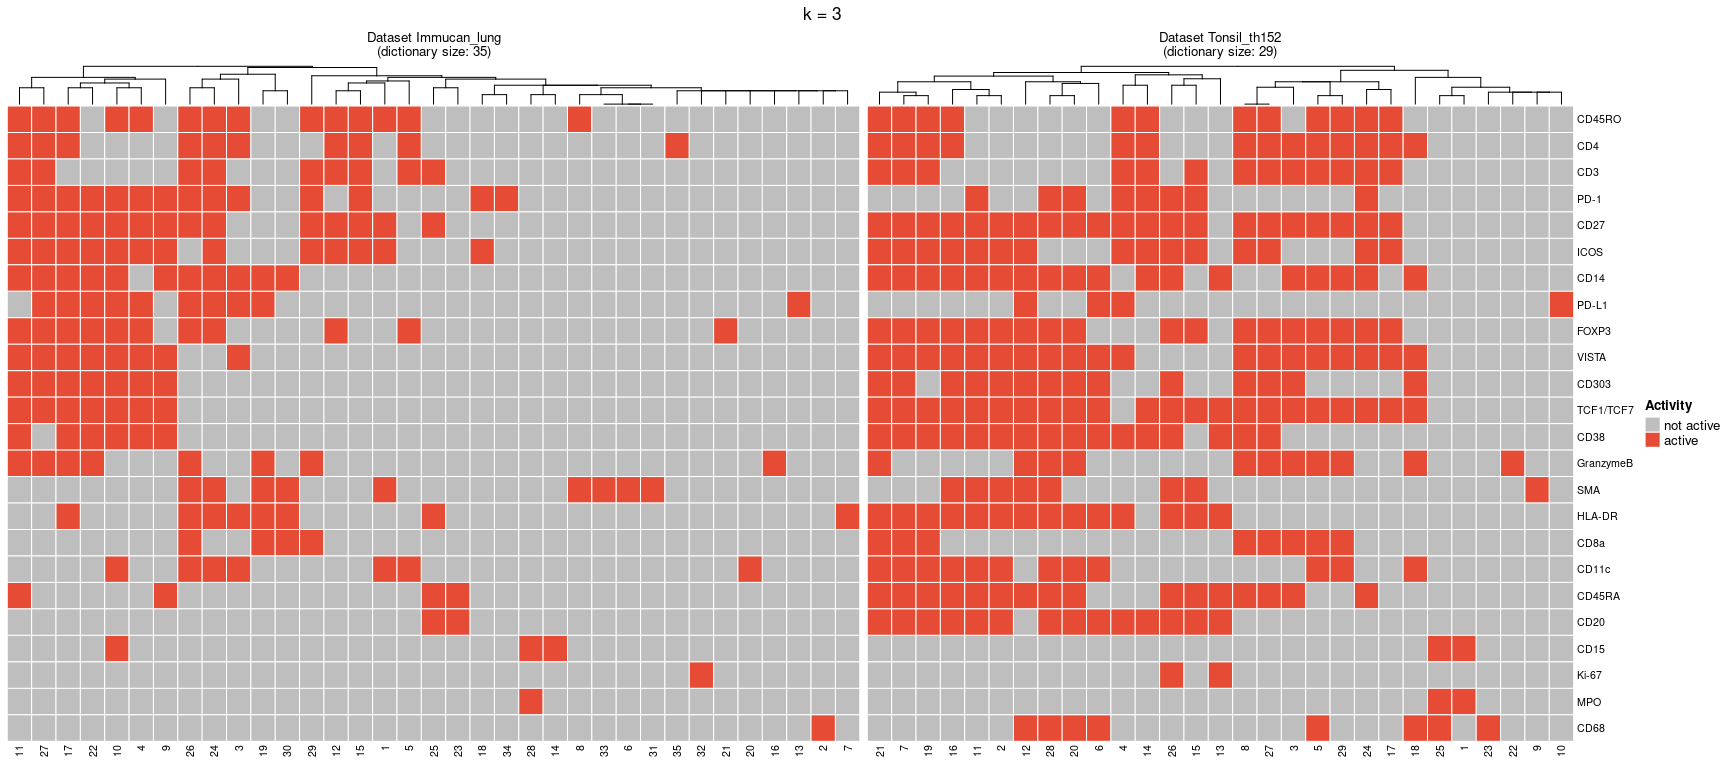 k = 3
Dataset Immucan_lung
(dictionary size: 35)
Dataset Tonsil_th152
(dictionary size: 29)
CD45RO
CD4
CD3
PD-1
CD27
ICOS
CD14
PD-L1
FOXP3
VISTA
CD303
TCF1/TCF7
CD38
GranzymeB
SMA
HLA-DR
CD8a
CD11c
CD45RA
CD20
CD15
Ki-67
MPO
CD68
Activity
not active
active
11 27 17 22 10 4 9 26 24 3 19 30 29 12 15 1 5 25 23 18 34 28 14 8 33 6 31 35 32 21 20 16 13 2 7
21 7 19 16 11 2 12 28 20 6 4 14 26 15 13 8 27 3 5 29 24 17 18 25 1 23 22 9 10